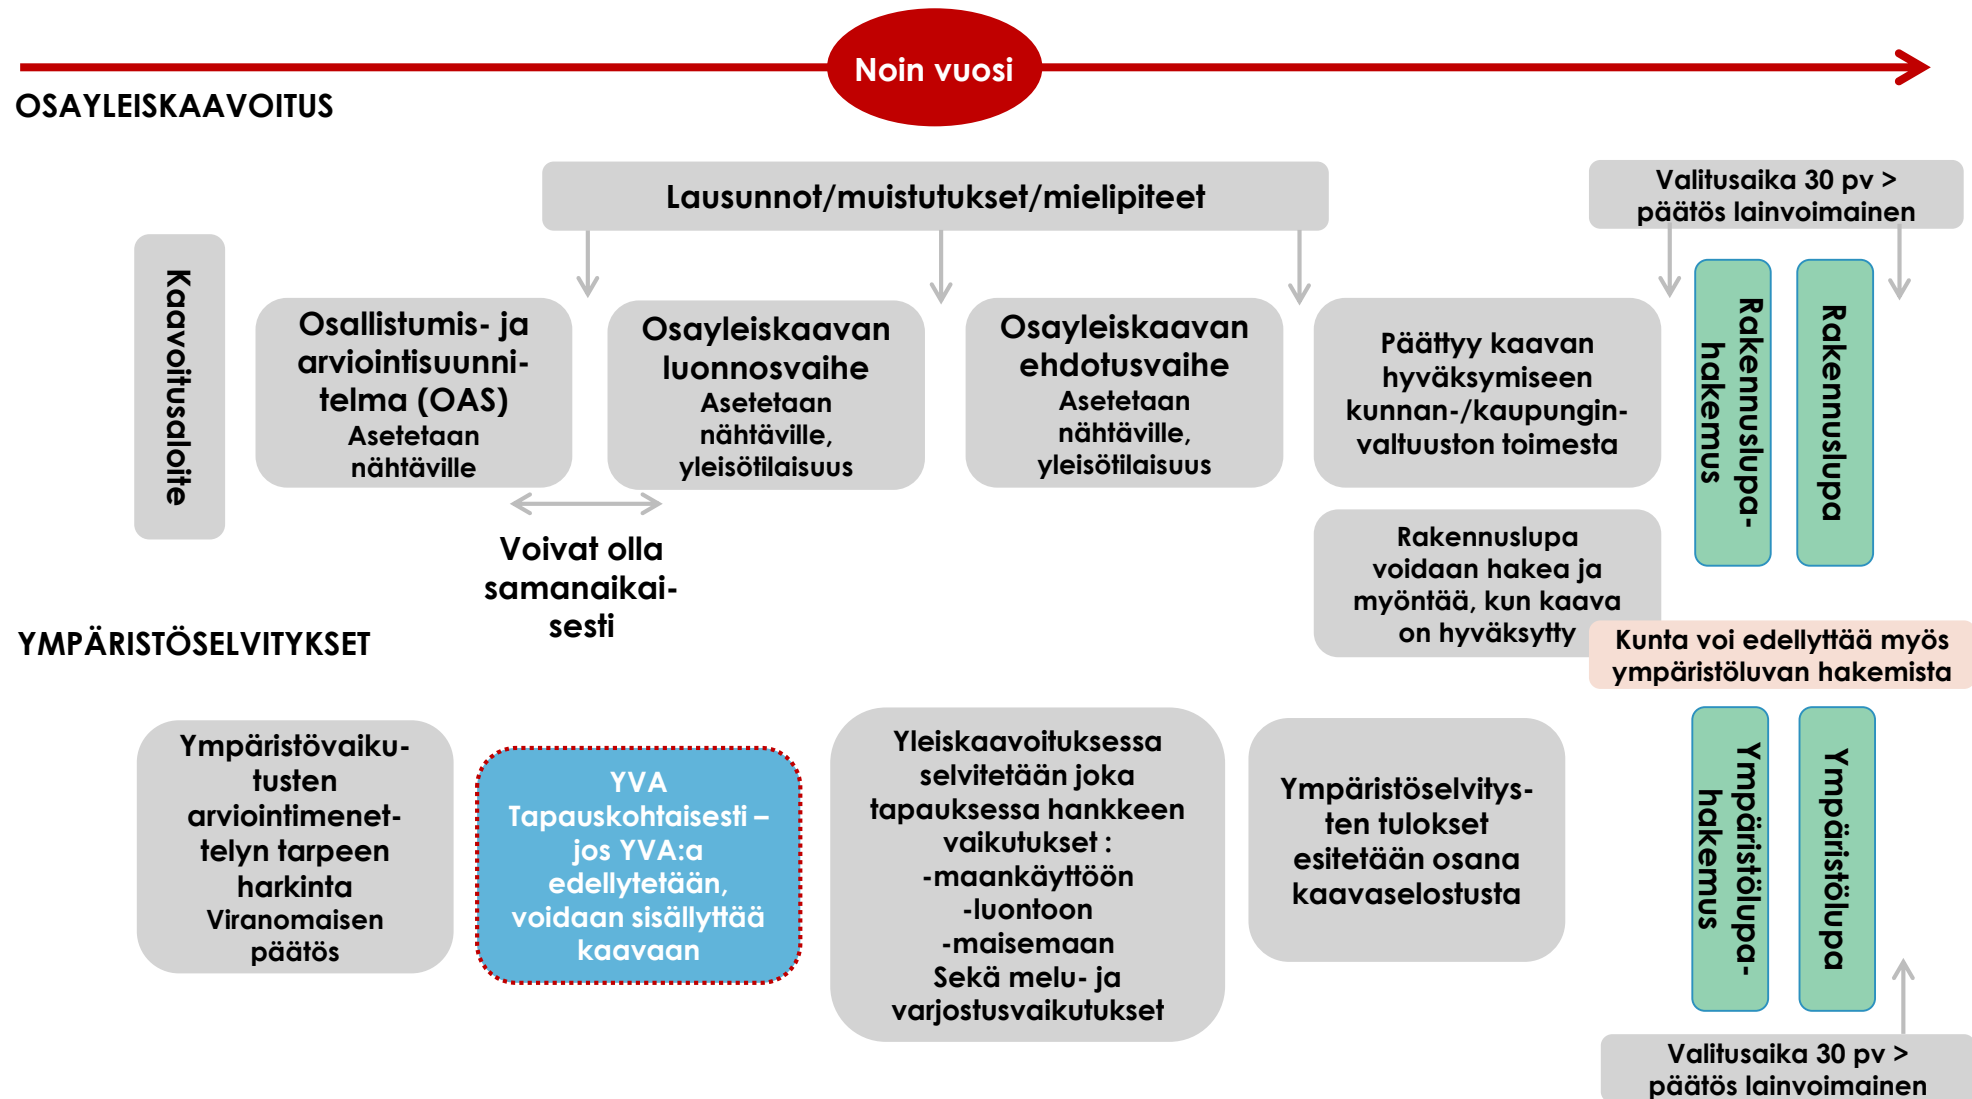 Noin vuosi
OSAYLEISKAAVOITUS
Lausunnot/muistutukset/mielipiteet
Valitusaika 30 pv >
päätös lainvoimainen
Kaavoitusaloite
Osallistumis- ja
arviointisuunni-
telma (OAS)
Asetetaan
nähtäville
Osayleiskaavan
luonnosvaihe
Asetetaan
nähtäville,
yleisötilaisuus
Osayleiskaavan
ehdotusvaihe
Asetetaan
nähtäville,
yleisötilaisuus
Päättyy kaavan
hyväksymiseen
kunnan-/kaupungin-
valtuuston toimesta
Rakennuslupa-
hakemus
Rakennuslupa
Voivat olla
samanaikai-
sesti
Rakennuslupa
voidaan hakea ja
myöntää, kun kaava
on hyväksytty
YMPÄRISTÖSELVITYKSET
Kunta voi edellyttää myös
ympäristöluvan hakemista
Ympäristövaiku-
tusten
arviointimenet-
telyn tarpeen
harkinta
Viranomaisen
päätös
YVA
Tapauskohtaisesti –
jos YVA:a
edellytetään,
voidaan sisällyttää
kaavaan
Yleiskaavoituksessa
selvitetään joka
tapauksessa hankkeen
vaikutukset :
-maankäyttöön
-luontoon
-maisemaan
Sekä melu- ja
varjostusvaikutukset
Ympäristöselvitys-
ten tulokset
esitetään osana
kaavaselostusta
Ympäristölupa-
hakemus
Ympäristölupa
Valitusaika 30 pv >
päätös lainvoimainen